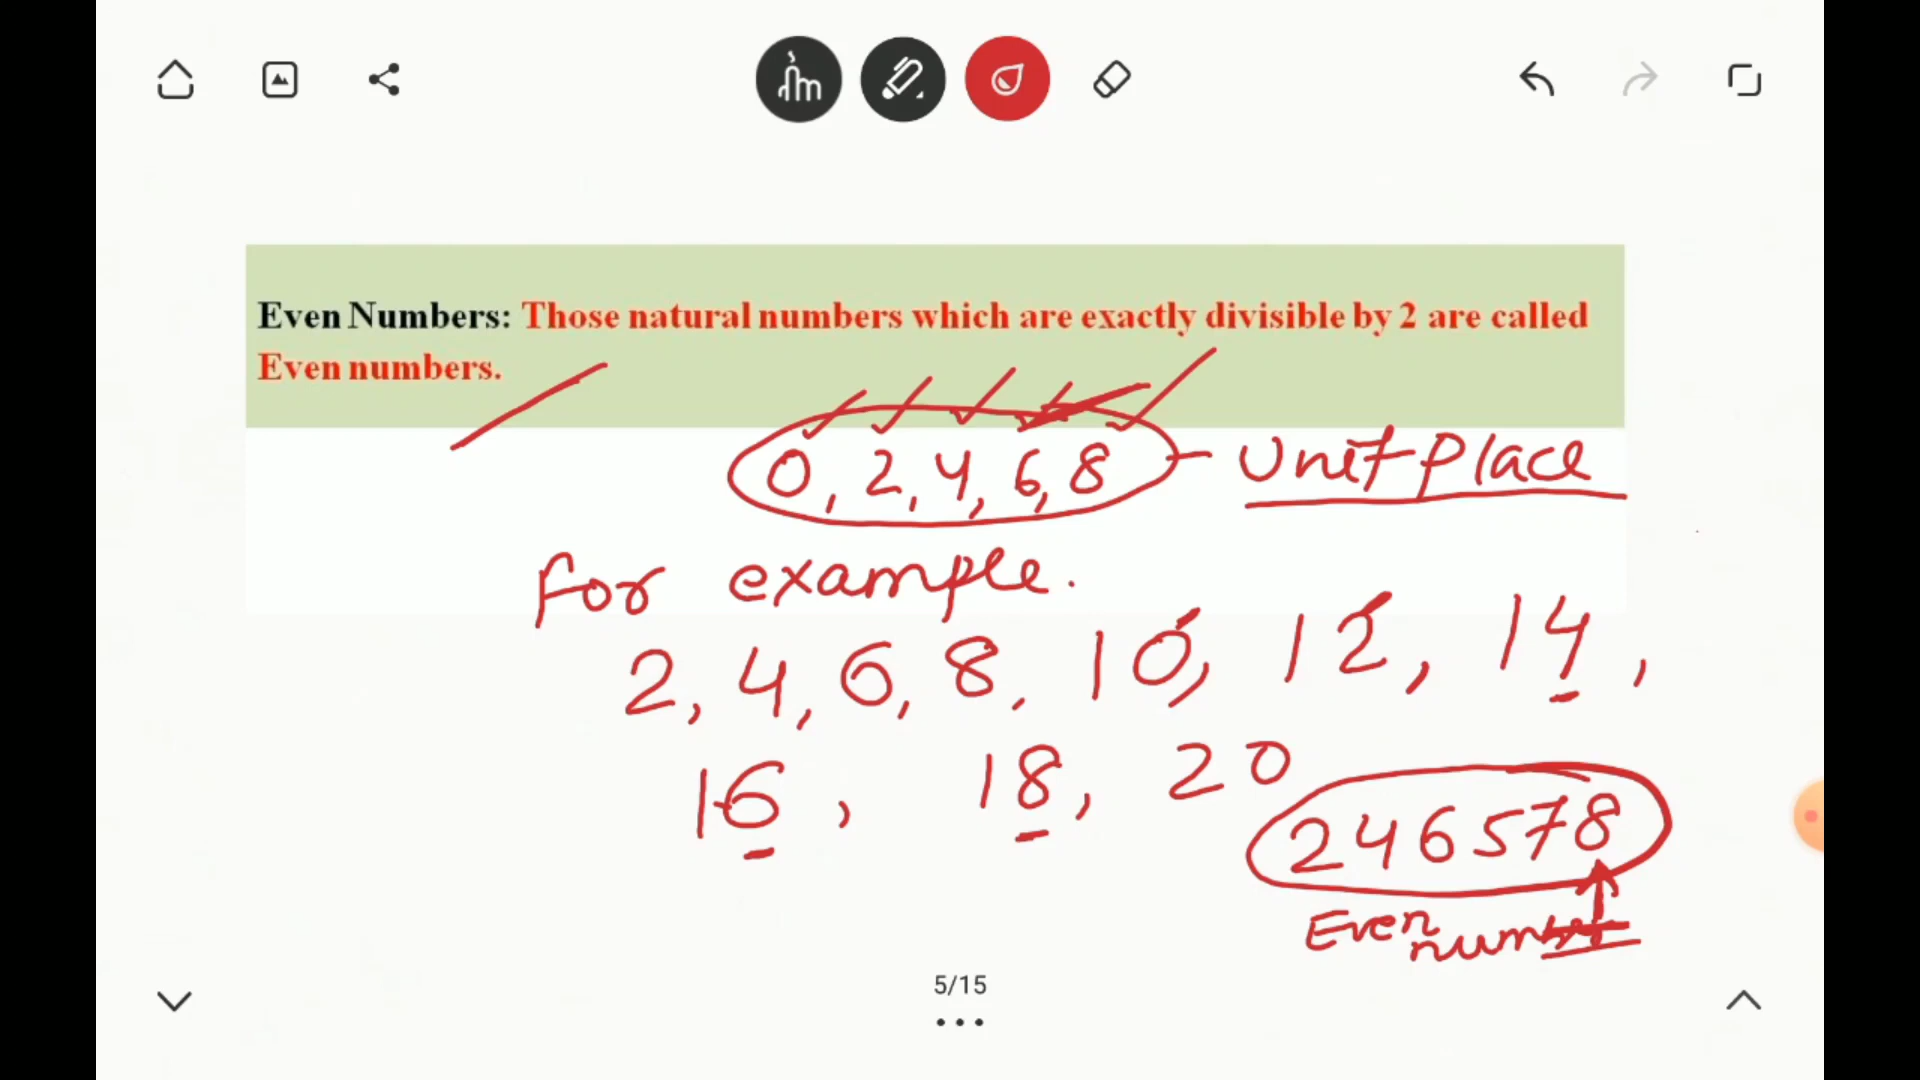 Even Numbers: Those natural numbers which are exactly divisible by 2 are called
Even numbers.
0, 2, 4, 6, 8 - Unit place
For example.
2, 4, 6, 8, 10, 12, 14,
16, 18, 20
246578
Even number
5/15